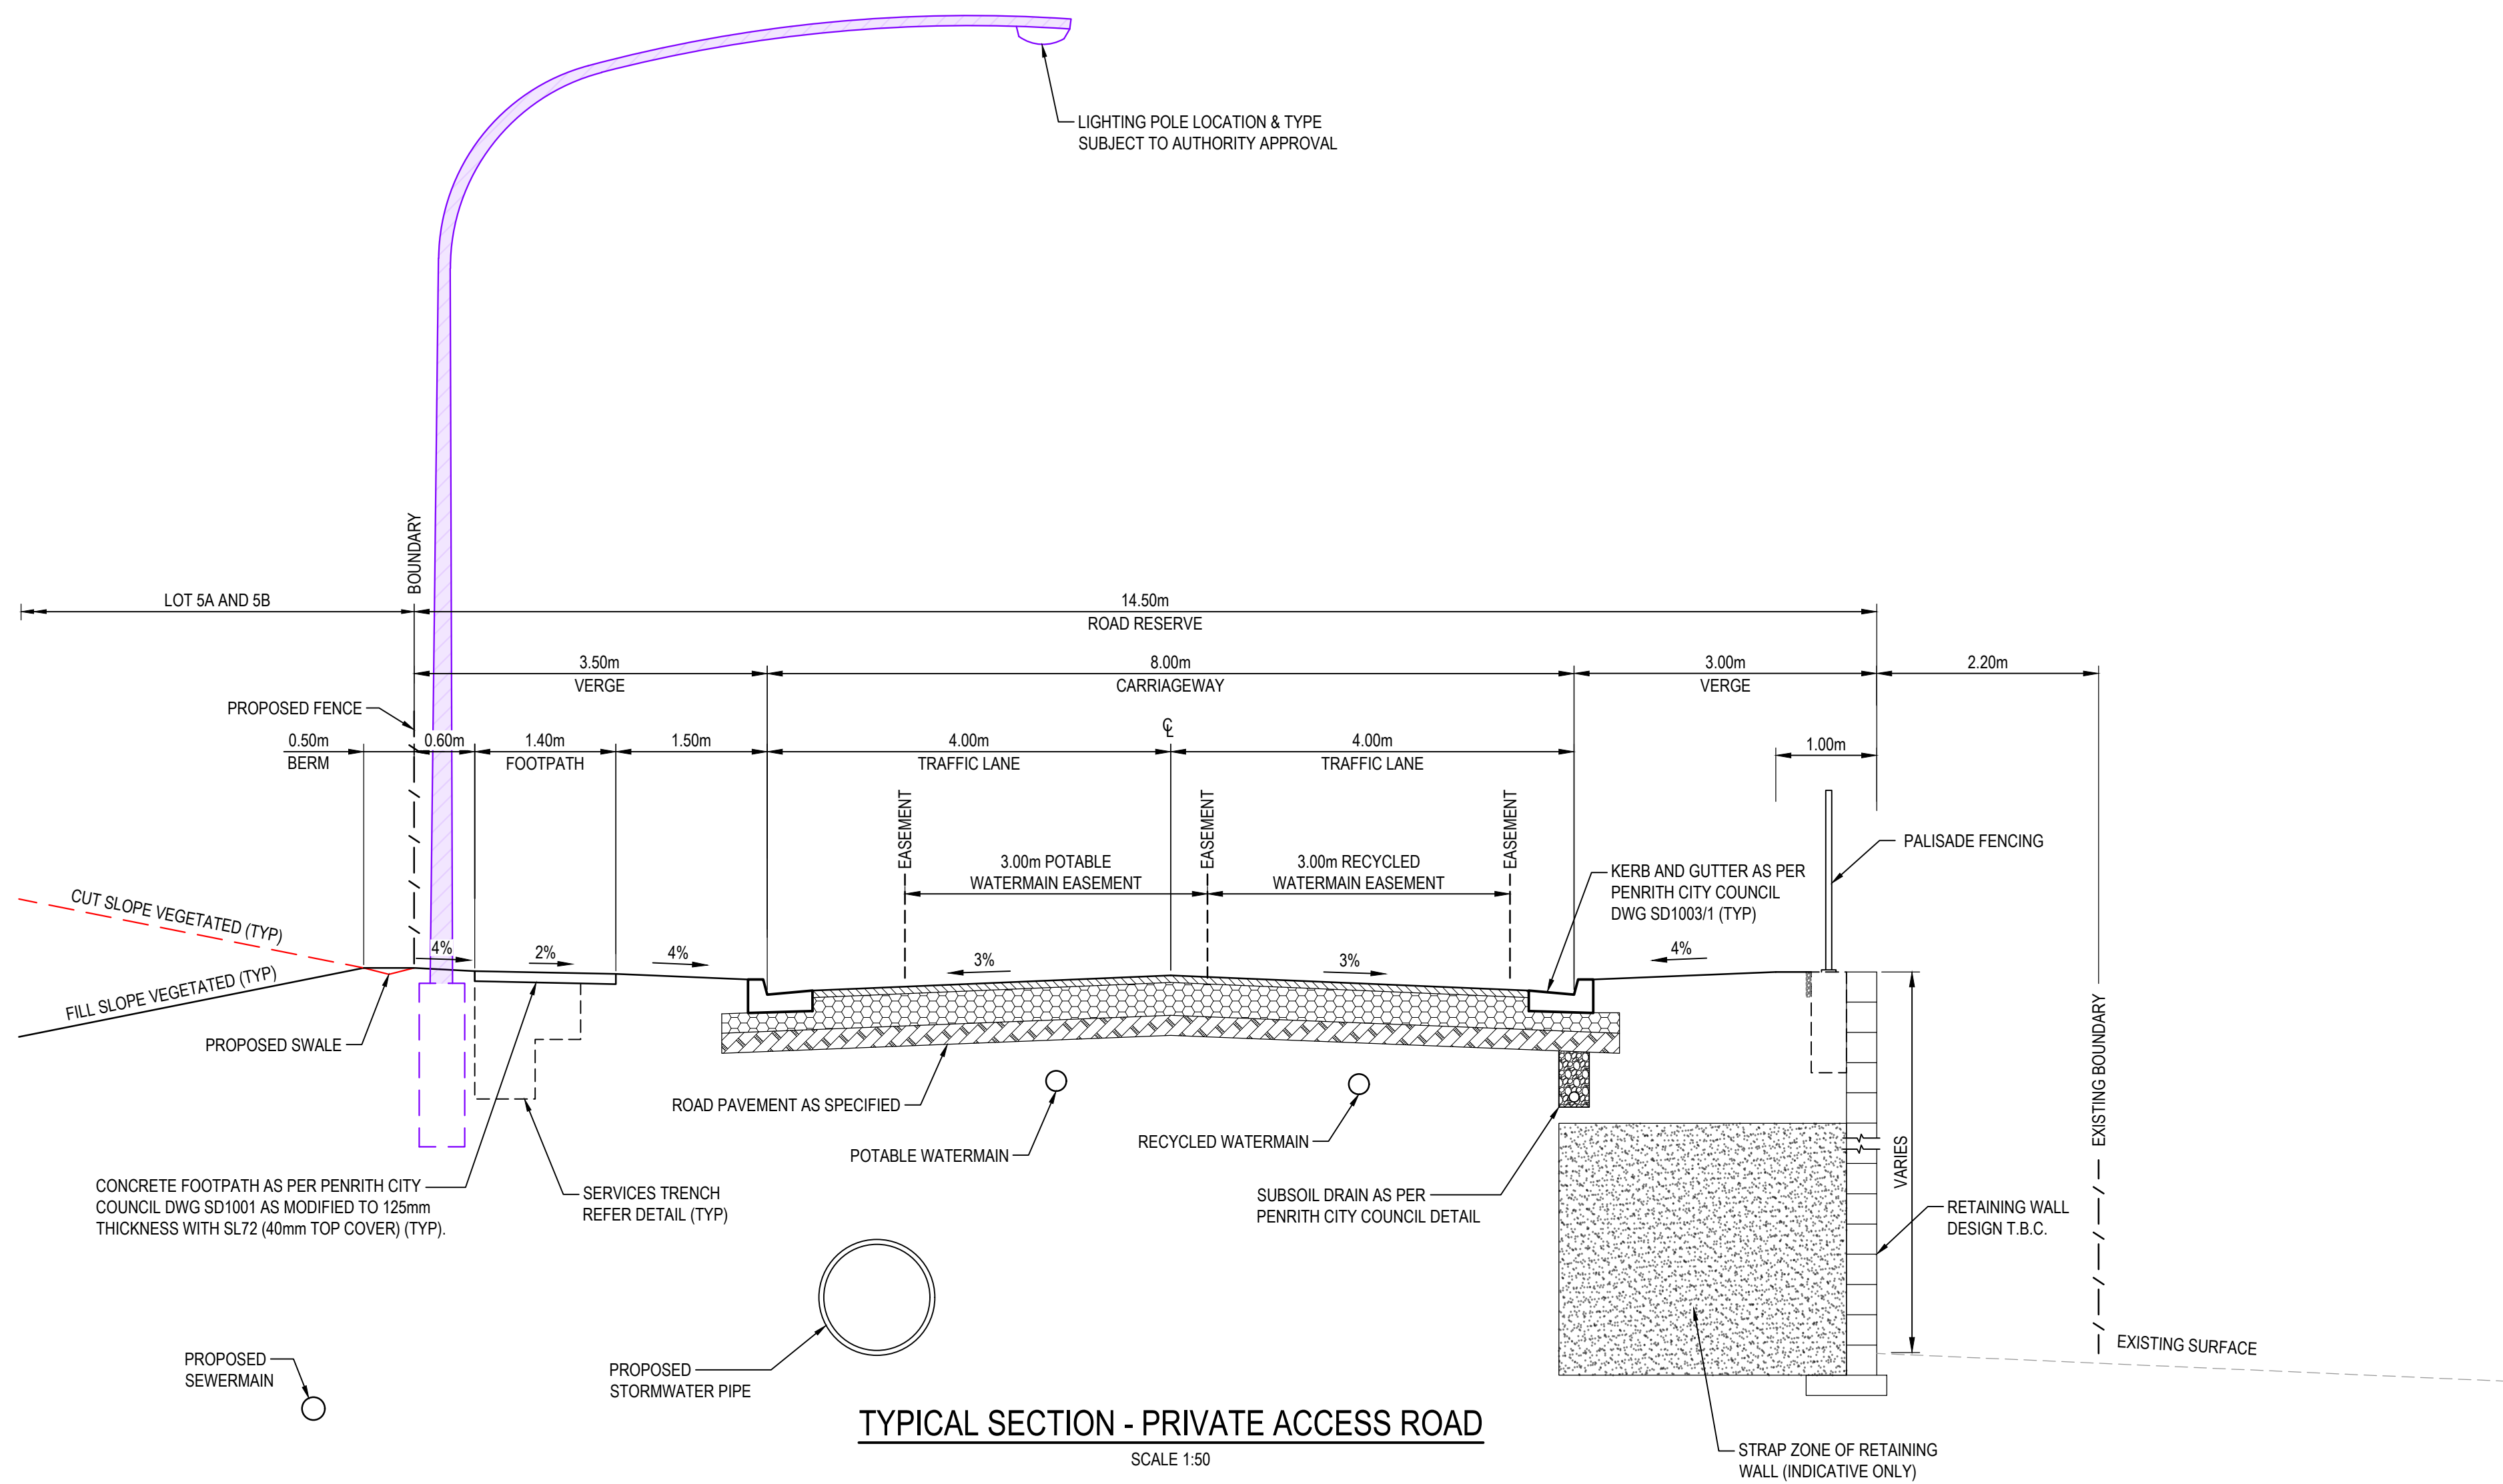 LIGHTING POLE LOCATION & TYPE
SUBJECT TO AUTHORITY APPROVAL
BOUNDARY
LOT 5A AND 5B
14.50m
ROAD RESERVE
3.50m
VERGE
8.00m
CARRIAGEWAY
3.00m
VERGE
2.20m
PROPOSED FENCE
0.50m
BERM
0.60m
1.40m
FOOTPATH
1.50m
4.00m
TRAFFIC LANE
℄
4.00m
TRAFFIC LANE
1.00m
EASEMENT
EASEMENT
EASEMENT
3.00m POTABLE
WATERMAIN EASEMENT
3.00m RECYCLED
WATERMAIN EASEMENT
PALISADE FENCING
KERB AND GUTTER AS PER
PENRITH CITY COUNCIL
DWG SD1003/1 (TYP)
CUT SLOPE VEGETATED (TYP)
4%
2%
4%
3%
3%
4%
FILL SLOPE VEGETATED (TYP)
PROPOSED SWALE
ROAD PAVEMENT AS SPECIFIED
POTABLE WATERMAIN
RECYCLED WATERMAIN
EXISTING BOUNDARY
VARIES
CONCRETE FOOTPATH AS PER PENRITH CITY
COUNCIL DWG SD1001 AS MODIFIED TO 125mm
THICKNESS WITH SL72 (40mm TOP COVER) (TYP).
SERVICES TRENCH
REFER DETAIL (TYP)
SUBSOIL DRAIN AS PER
PENRITH CITY COUNCIL DETAIL
RETAINING WALL
DESIGN T.B.C.
EXISTING SURFACE
PROPOSED
SEWERMAIN
PROPOSED
STORMWATER PIPE
TYPICAL SECTION - PRIVATE ACCESS ROAD
SCALE 1:50
STRAP ZONE OF RETAINING
WALL (INDICATIVE ONLY)